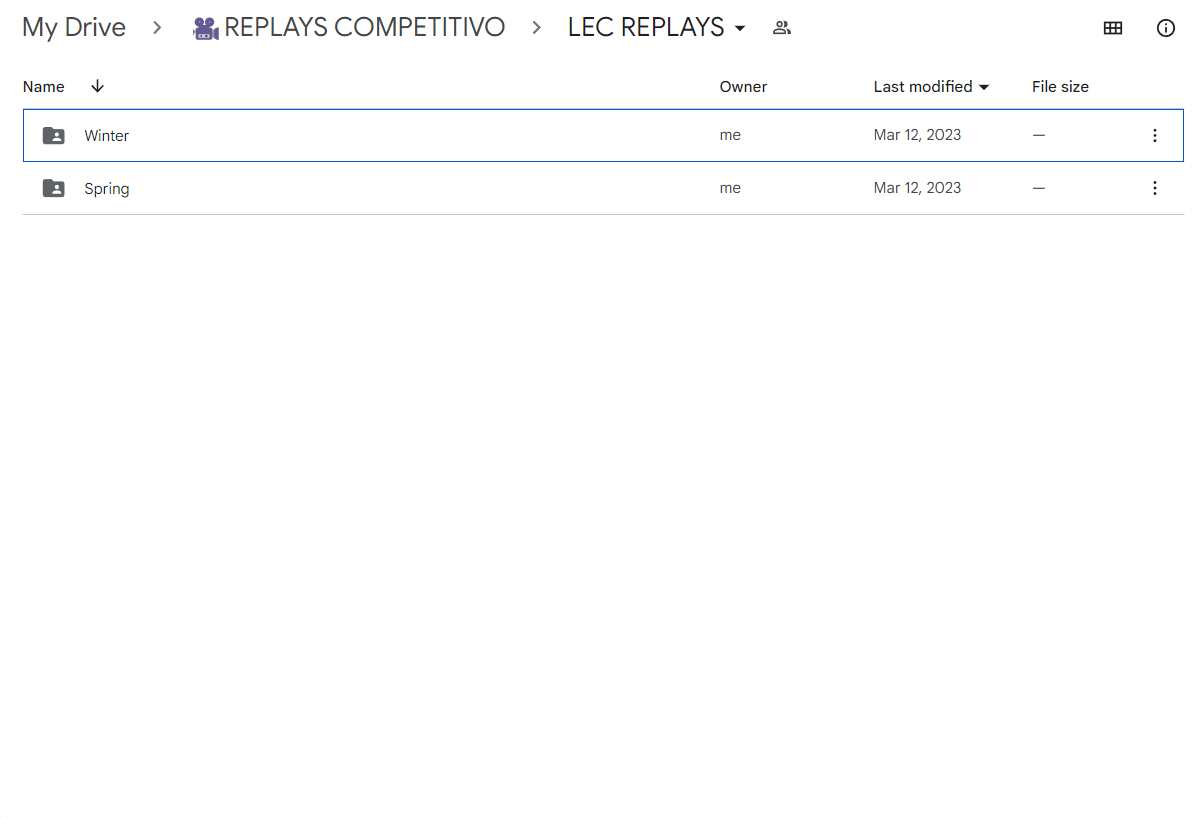 My Drive > REPLAYS COMPETITIVO > LEC REPLAYS
Name Owner Last modified File size
Winter me Mar 12, 2023 —
Spring me Mar 12, 2023 —